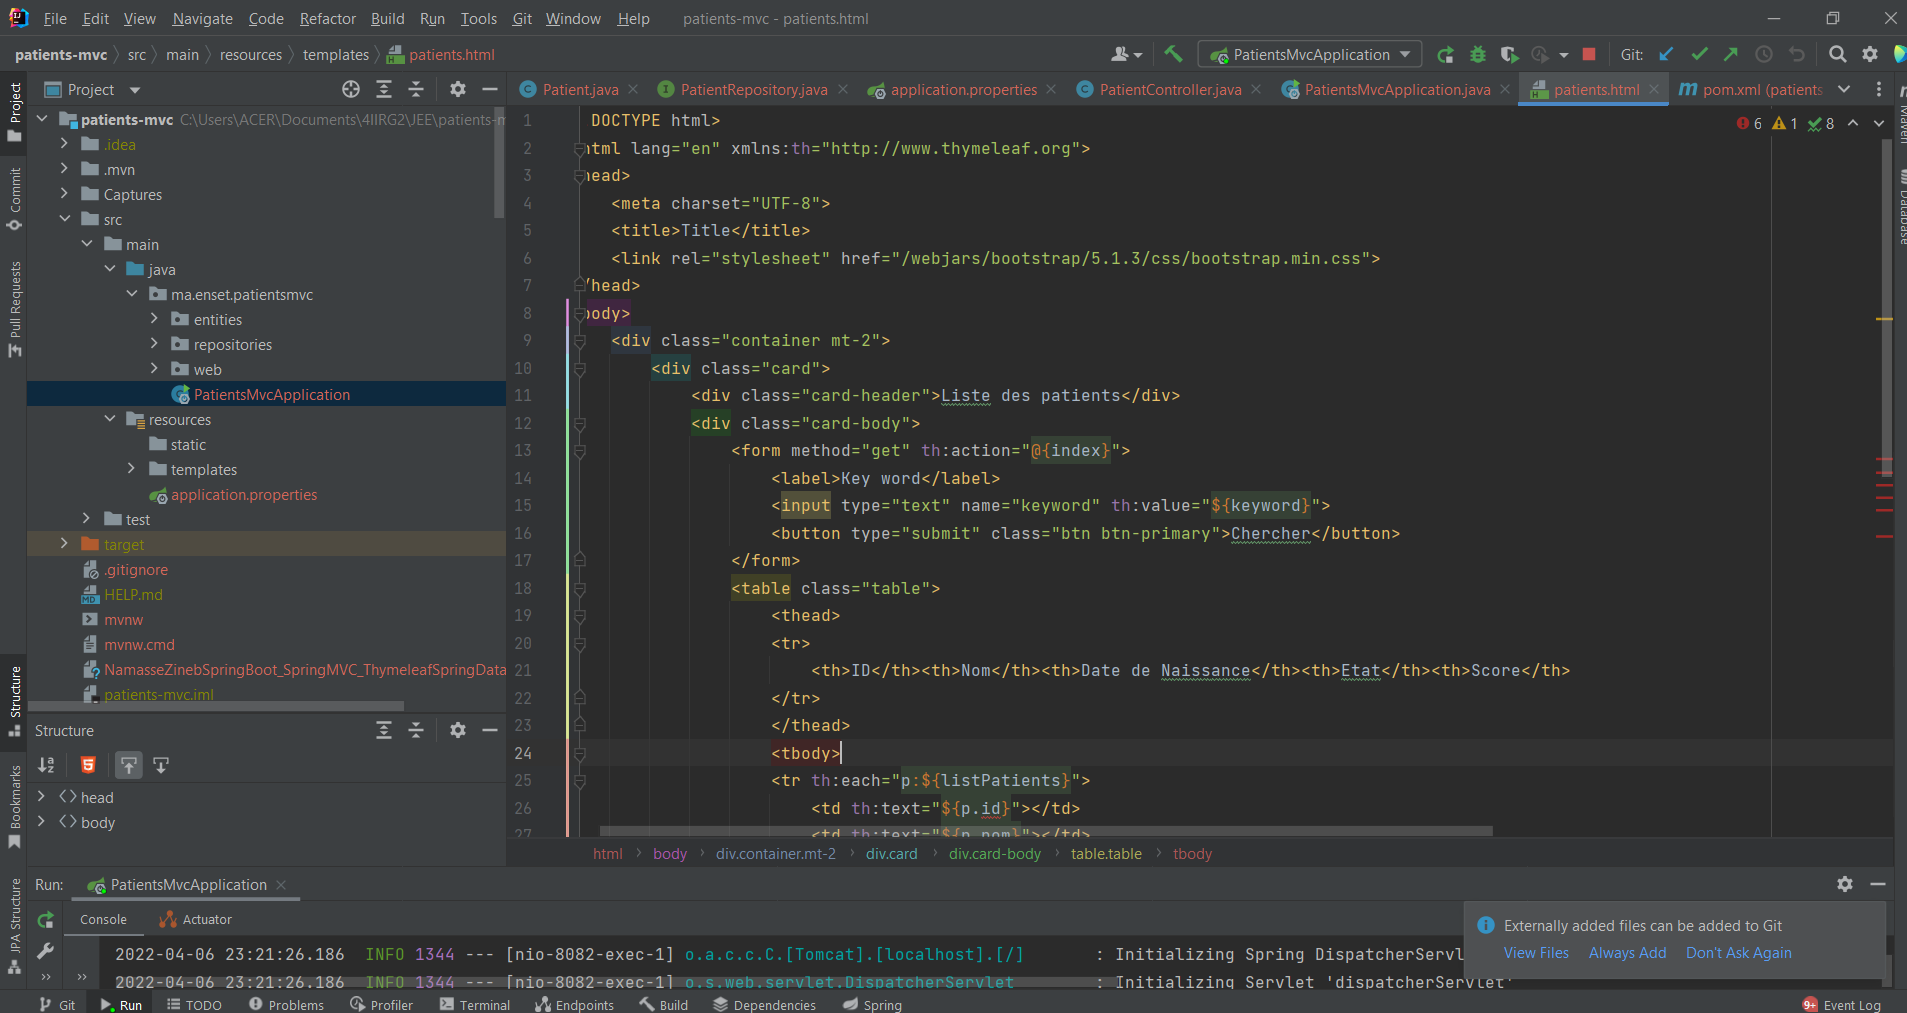 File Edit View Navigate Code Refactor Build Run Tools Git Window Help patients-mvc - patients.html
patients-mvc src main resources templates patients.html PatientsMvcApplication Git:
Project
Patient.java PatientRepository.java application.properties PatientController.java PatientsMvcApplication.java patients.html pom.xml (patients
patients-mvc C:\Users\ACER\Documents\4IIRG2\JEE\patients-m
.idea
.mvn
Captures
src
main
java
ma.enset.patientsmvc
entities
repositories
web
PatientsMvcApplication
resources
static
templates
application.properties
test
target
.gitignore
HELP.md
mvnw
mvnw.cmd
NamasseZinebSpringBoot_SpringMVC_ThymeleafSpringData
patients-mvc.iml
Project
Commit
Pull Requests
Structure
Bookmarks
JPA Structure
Maven
Database
6 1 8
1 DOCTYPE html>
2 html lang="en" xmlns:th="http://www.thymeleaf.org">
3 head>
4 <meta charset="UTF-8">
5 <title>Title</title>
6 <link rel="stylesheet" href="/webjars/bootstrap/5.1.3/css/bootstrap.min.css">
7 /head>
8 body>
9 <div class="container mt-2">
10 <div class="card">
11 <div class="card-header">Liste des patients</div>
12 <div class="card-body">
13 <form method="get" th:action="@{index}">
14 <label>Key word</label>
15 <input type="text" name="keyword" th:value="${keyword}">
16 <button type="submit" class="btn btn-primary">Chercher</button>
17 </form>
18 <table class="table">
19 <thead>
20 <tr>
21 <th>ID</th><th>Nom</th><th>Date de Naissance</th><th>Etat</th><th>Score</th>
22 </tr>
23 </thead>
24 <tbody>
25 <tr th:each="p:${listPatients}">
26 <td th:text="${p.id}"></td>
27 <td th:text="${p.nom}"></td>
html body div.container.mt-2 div.card div.card-body table.table tbody
Structure
head
body
Run: PatientsMvcApplication
Console Actuator
2022-04-06 23:21:26.186 INFO 1344 --- [nio-8082-exec-1] o.a.c.c.C.[Tomcat].[localhost].[/] : Initializing Spring DispatcherServl
2022-04-06 23:21:26.186 INFO 1344 --- [nio-8082-exec-1] o.s.web.servlet.DispatcherServlet : Initializing Servlet 'dispatcherServlet'
Externally added files can be added to Git
View Files Always Add Don't Ask Again
Git Run TODO Problems Profiler Terminal Endpoints Build Dependencies Spring 9+ Event Log